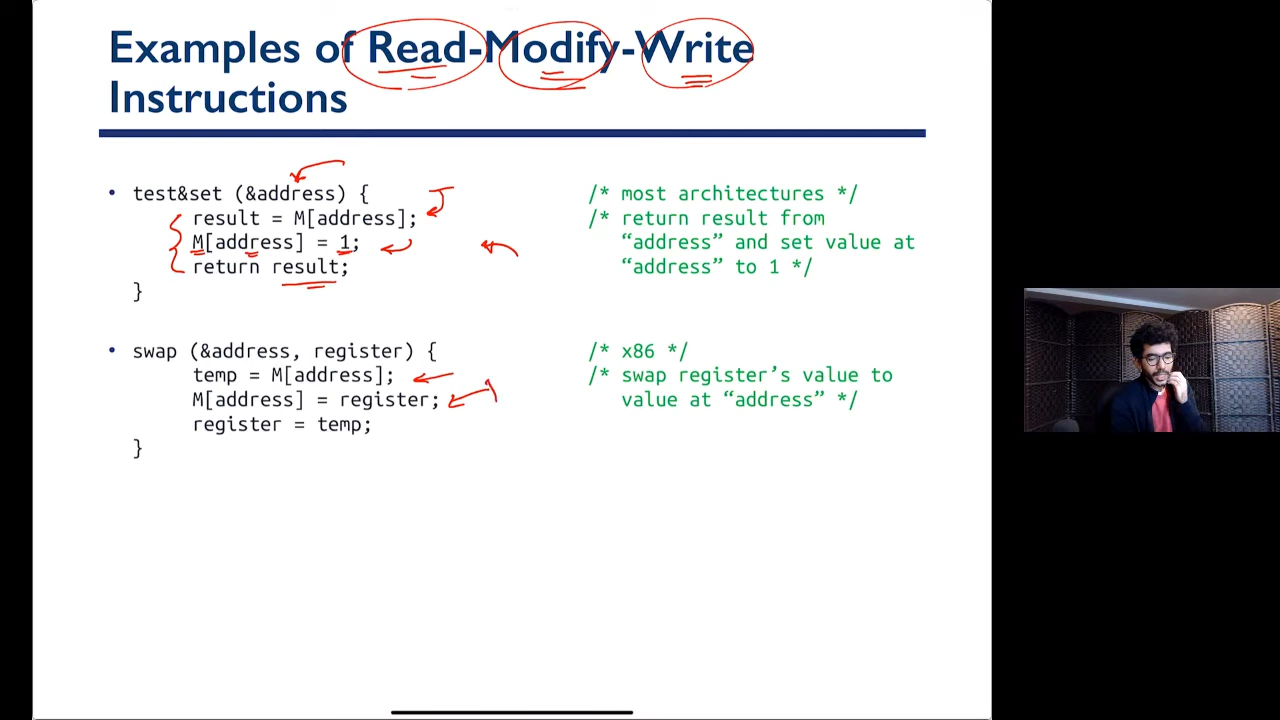 Examples of Read-Modify-Write
Instructions
• test&set (&address) {
result = M[address];
M[address] = 1;
return result;
}
/* most architectures */
/* return result from
“address” and set value at
“address” to 1 */
• swap (&address, register) {
temp = M[address];
M[address] = register;
register = temp;
}
/* x86 */
/* swap register’s value to
value at “address” */